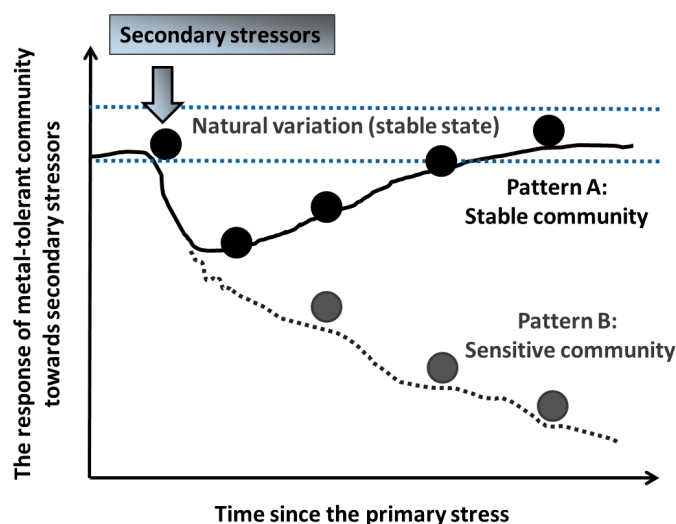 Secondary stressors
The response of metal-tolerant community
towards secondary stressors
Natural variation (stable state)
Pattern A:
Stable community
Pattern B:
Sensitive community
Time since the primary stress